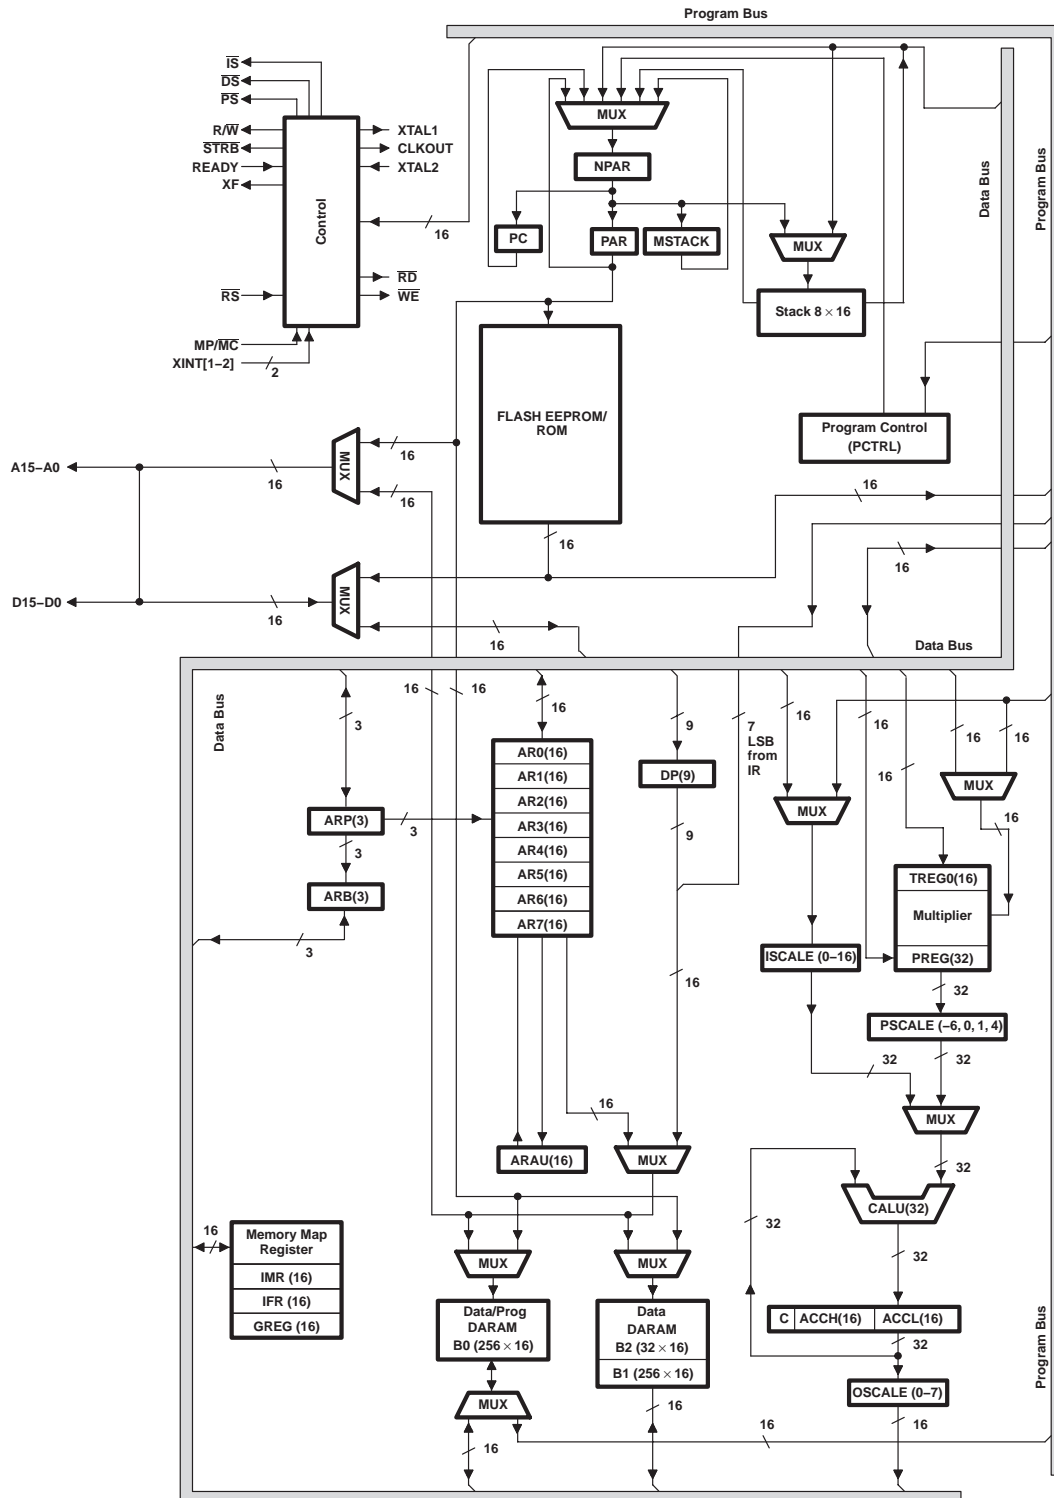 Program Bus
IS
DS
PS
R/W
STRB
READY
XF
XTAL1
CLKOUT
XTAL2
Control
16
RD
WE
RS
MP/MC
XINT[1–2]
2
MUX
NPAR
PC
PAR
MSTACK
MUX
Stack 8 × 16
Data Bus
Program Bus
FLASH EEPROM/
ROM
Program Control
(PCTRL)
A15–A0
16
MUX
16
16
16
16
16
D15–D0
16
MUX
16
Data Bus
Data Bus
3
16
16
16
9
7
LSB
from
IR
16
16
16
16
16
AR0(16)
AR1(16)
AR2(16)
AR3(16)
AR4(16)
AR5(16)
AR6(16)
AR7(16)
DP(9)
9
MUX
MUX
16
ARP(3)
3
3
ARB(3)
3
TREG0(16)
Multiplier
PREG(32)
ISCALE (0–16)
16
32
PSCALE (–6, 0, 1, 4)
32
32
16
MUX
ARAU(16)
MUX
32
CALU(32)
32
32
16
Memory Map
Register
IMR (16)
IFR (16)
GREG (16)
MUX
MUX
Data/Prog
DARAM
B0 (256 × 16)
Data
DARAM
B2 (32 × 16)
B1 (256 × 16)
C
ACCH(16)
ACCL(16)
32
OSCALE (0–7)
MUX
16
16
16
16
Program Bus